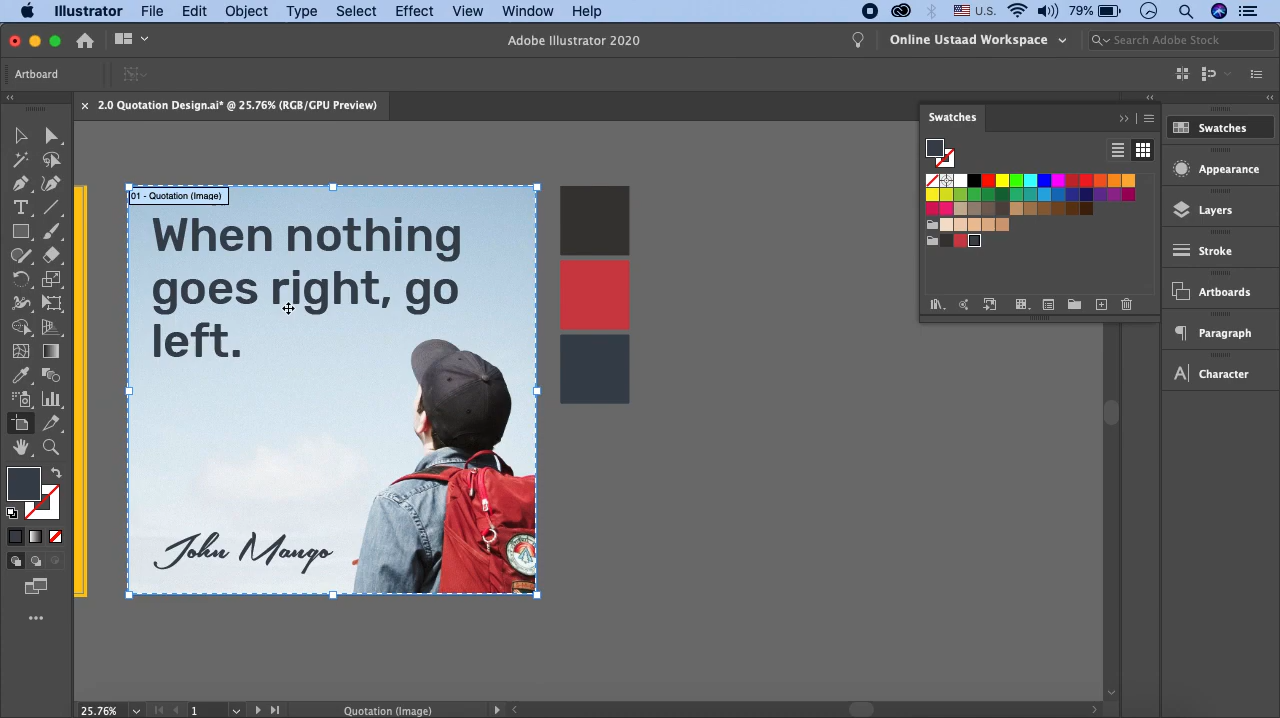 Illustrator File Edit Object Type Select Effect View Window Help U.S. 79%
Adobe Illustrator 2020 Online Ustaad Workspace Search Adobe Stock
Artboard
2.0 Quotation Design.ai* @ 25.76% (RGB/GPU Preview)
01 - Quotation (Image)
When nothing
goes right, go
left.
John Mango
Swatches
Swatches
Appearance
Layers
Stroke
Artboards
Paragraph
Character
25.76% 1 Quotation (Image)